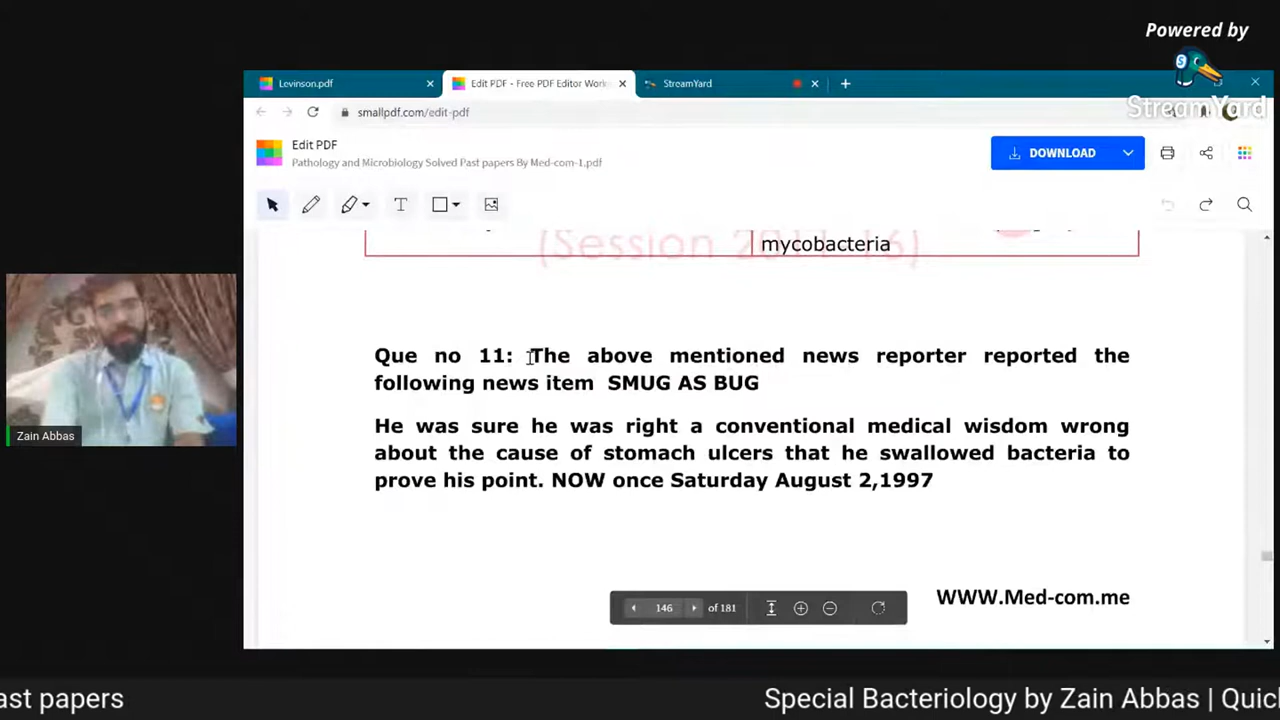 Powered by
StreamYard
Levinson.pdf
Edit PDF - Free PDF Editor Work
StreamYard
smallpdf.com/edit-pdf
Edit PDF
Pathology and Microbiology Solved Past papers By Med-com-1.pdf
DOWNLOAD
(Session 2011-16)
mycobacteria
Que no 11: The above mentioned news reporter reported the
following news item SMUG AS BUG
He was sure he was right a conventional medical wisdom wrong
about the cause of stomach ulcers that he swallowed bacteria to
prove his point. NOW once Saturday August 2,1997
Zain Abbas
WWW.Med-com.me
146 of 181
ast papers
Special Bacteriology by Zain Abbas | Quic